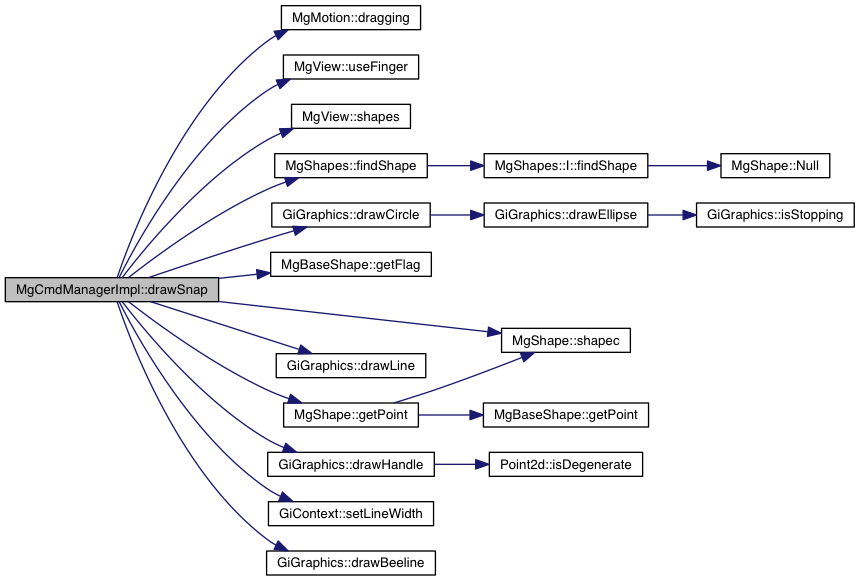 MgMotion::dragging
MgView::useFinger
MgView::shapes
MgShapes::findShape
MgShapes::I::findShape
MgShape::Null
GiGraphics::drawCircle
GiGraphics::drawEllipse
GiGraphics::isStopping
MgBaseShape::getFlag
MgCmdManagerImpl::drawSnap
MgShape::shapec
GiGraphics::drawLine
MgShape::getPoint
MgBaseShape::getPoint
GiGraphics::drawHandle
Point2d::isDegenerate
GiContext::setLineWidth
GiGraphics::drawBeeline